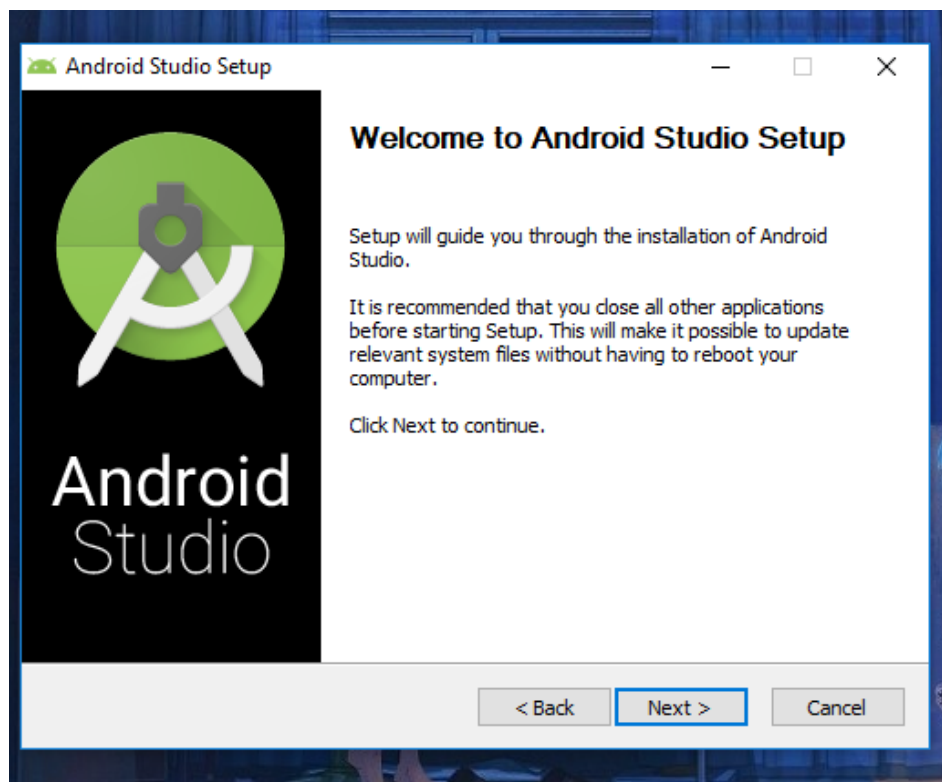 Android Studio Setup
Welcome to Android Studio Setup
Setup will guide you through the installation of Android
Studio.
It is recommended that you close all other applications
before starting Setup. This will make it possible to update
relevant system files without having to reboot your
computer.
Click Next to continue.
Android
Studio
< Back
Next >
Cancel